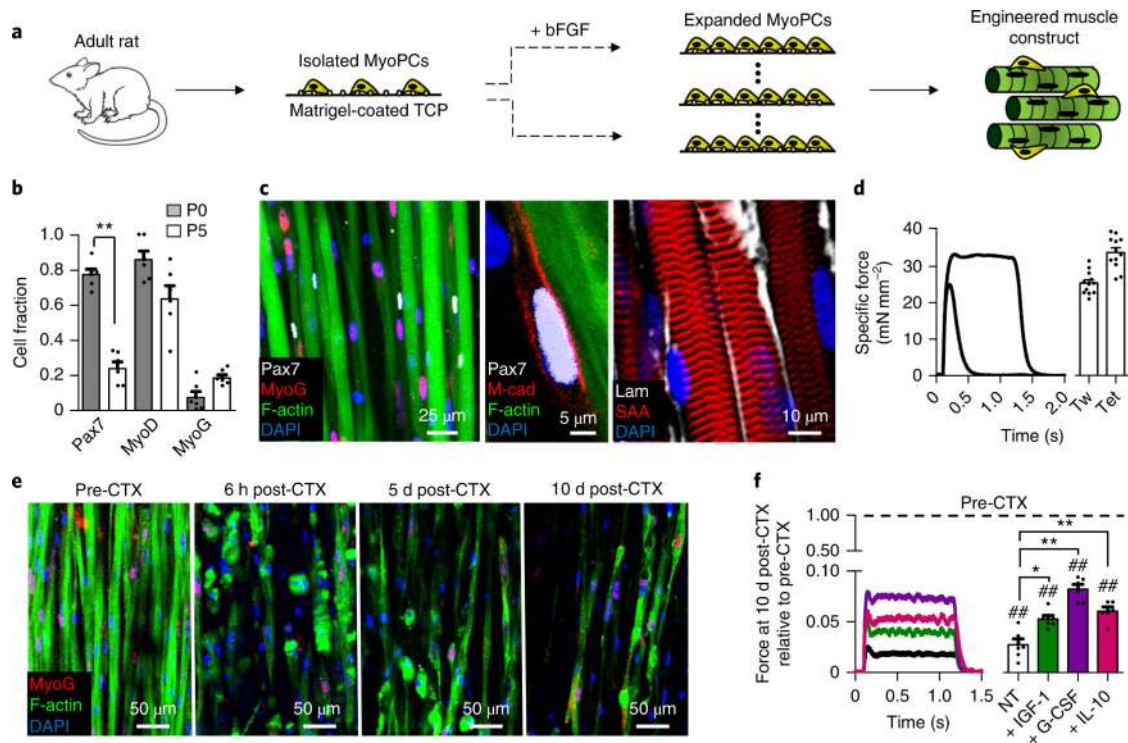 a
Adult rat
Isolated MyoPCs
Matrigel-coated TCP
+ bFGF
Expanded MyoPCs
Engineered muscle
construct
b
P0
P5
**
1.0
0.8
0.6
0.4
0.2
0
Cell fraction
Pax7
MyoD
MyoG
c
Pax7
MyoG
F-actin
DAPI
25 μm
Pax7
M-cad
F-actin
5 μm
Lam
SAA
DAPI
10 μm
d
Specific force
(mN mm⁻²)
40
30
20
10
0
0
0.5
1.0
1.5
2.0
Time (s)
Tw
Tet
e
Pre-CTX
6 h post-CTX
5 d post-CTX
10 d post-CTX
MyoG
F-actin
DAPI
50 μm
50 μm
50 μm
50 μm
f
Pre-CTX
Force at 10 d post-CTX
relative to pre-CTX
1.00
0.50
0.10
0.05
0
0
0.5
1.0
1.5
Time (s)
**
**
*
##
##
##
##
NT
+ IGF-1
+ G-CSF
+ IL-10